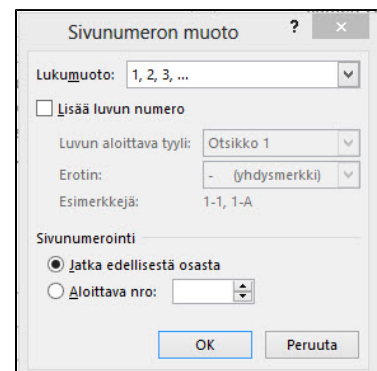 Sivunumeron muoto ?
Lukumuoto: 1, 2, 3, ...
Lisää luvun numero
Luvun aloittava tyyli: Otsikko 1
Erotin: - (yhdysmerkki)
Esimerkkejä: 1-1, 1-A
Sivunumerointi
Jatka edellisestä osasta
Aloittava nro:
OK Peruuta